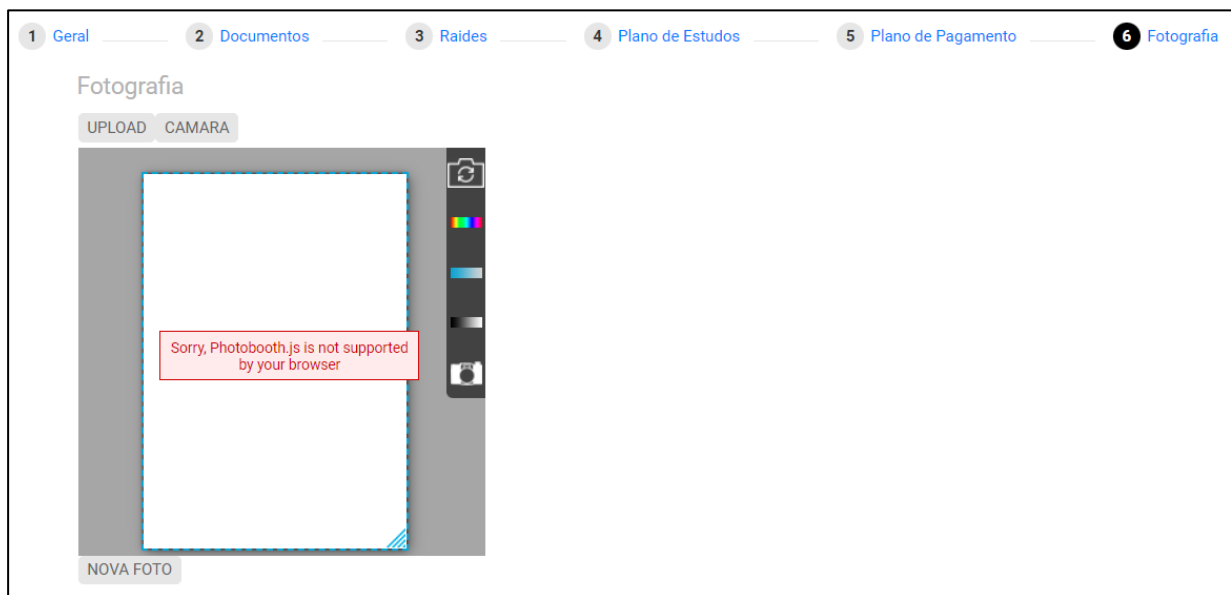 1 Geral 2 Documentos 3 Raides 4 Plano de Estudos 5 Plano de Pagamento 6 Fotografia
Fotografia
UPLOAD CAMARA
Sorry, Photobooth.js is not supported
by your browser
NOVA FOTO